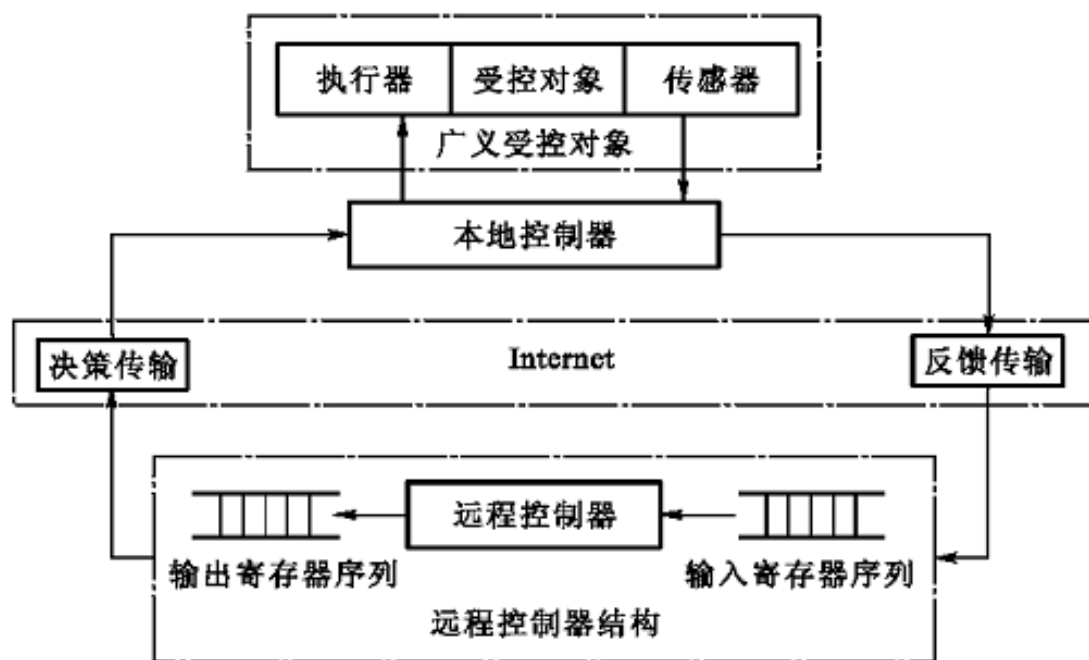 执行器 受控对象 传感器
广义受控对象
本地控制器
决策传输 Internet 反馈传输
远程控制器
输出寄存器序列 输入寄存器序列
远程控制器结构